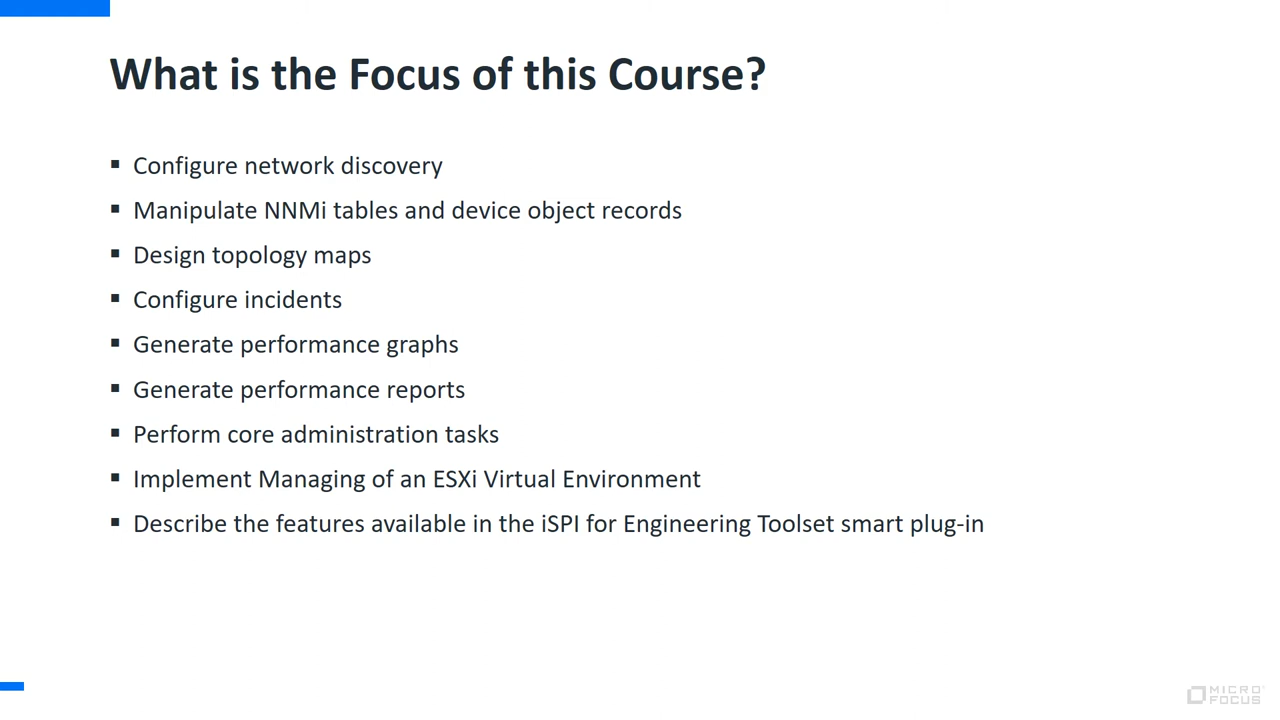 What is the Focus of this Course?
▪ Configure network discovery
▪ Manipulate NNMi tables and device object records
▪ Design topology maps
▪ Configure incidents
▪ Generate performance graphs
▪ Generate performance reports
▪ Perform core administration tasks
▪ Implement Managing of an ESXi Virtual Environment
▪ Describe the features available in the iSPI for Engineering Toolset smart plug-in
MICRO
FOCUS